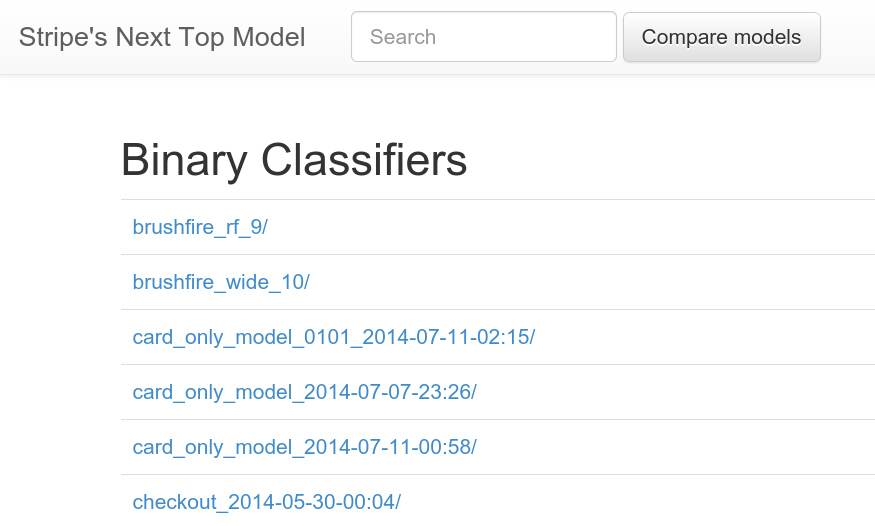 Stripe's Next Top Model Search Compare models
Binary Classifiers
brushfire_rf_9/
brushfire_wide_10/
card_only_model_0101_2014-07-11-02:15/
card_only_model_2014-07-07-23:26/
card_only_model_2014-07-11-00:58/
checkout_2014-05-30-00:04/